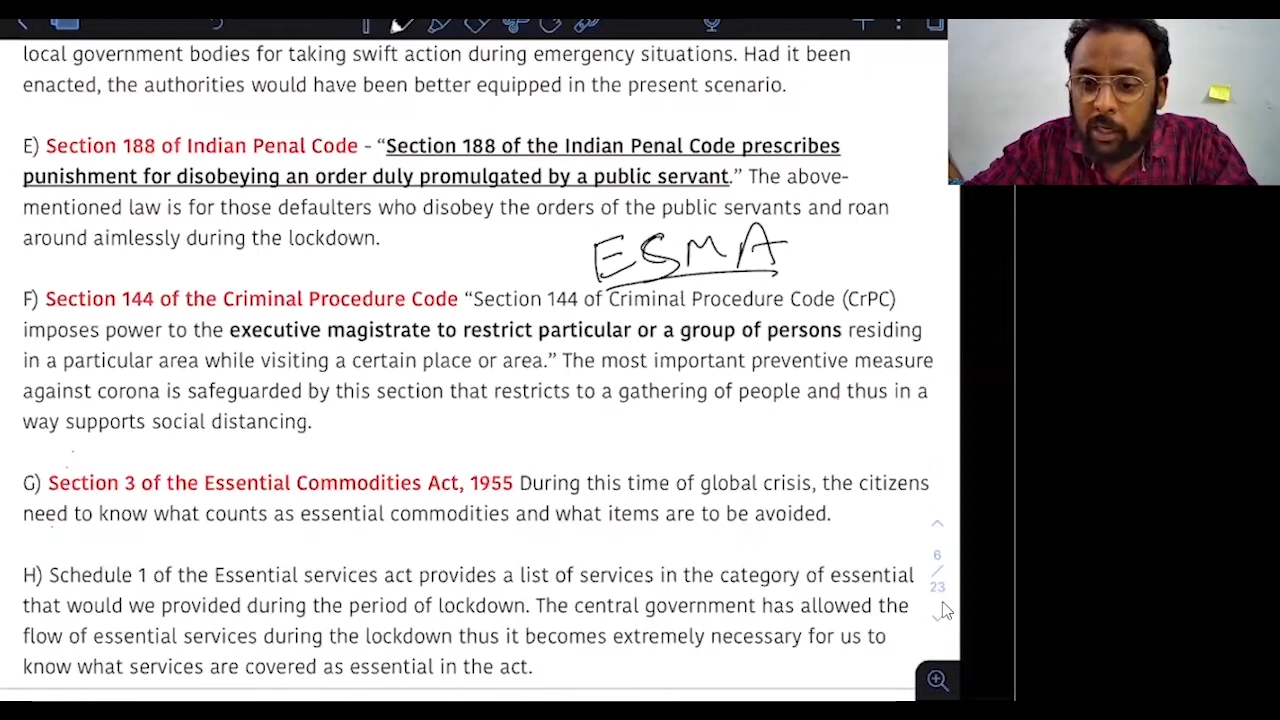 local government bodies for taking swift action during emergency situations. Had it been
enacted, the authorities would have been better equipped in the present scenario.
E) Section 188 of Indian Penal Code - “Section 188 of the Indian Penal Code prescribes
punishment for disobeying an order duly promulgated by a public servant.” The above-
mentioned law is for those defaulters who disobey the orders of the public servants and roan
around aimlessly during the lockdown.
ESMA
F) Section 144 of the Criminal Procedure Code “Section 144 of Criminal Procedure Code (CrPC)
imposes power to the executive magistrate to restrict particular or a group of persons residing
in a particular area while visiting a certain place or area.” The most important preventive measure
against corona is safeguarded by this section that restricts to a gathering of people and thus in a
way supports social distancing.
G) Section 3 of the Essential Commodities Act, 1955 During this time of global crisis, the citizens
need to know what counts as essential commodities and what items are to be avoided.
6
/
23
H) Schedule 1 of the Essential services act provides a list of services in the category of essential
that would we provided during the period of lockdown. The central government has allowed the
flow of essential services during the lockdown thus it becomes extremely necessary for us to
know what services are covered as essential in the act.